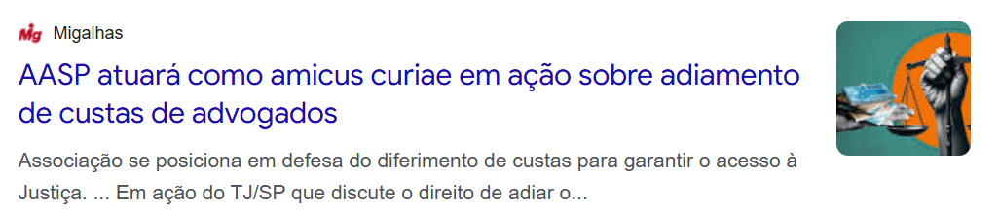 Mig Migalhas
AASP atuará como amicus curiae em ação sobre adiamento
de custas de advogados
Associação se posiciona em defesa do diferimento de custas para garantir o acesso à
Justiça. ... Em ação do TJ/SP que discute o direito de adiar o...